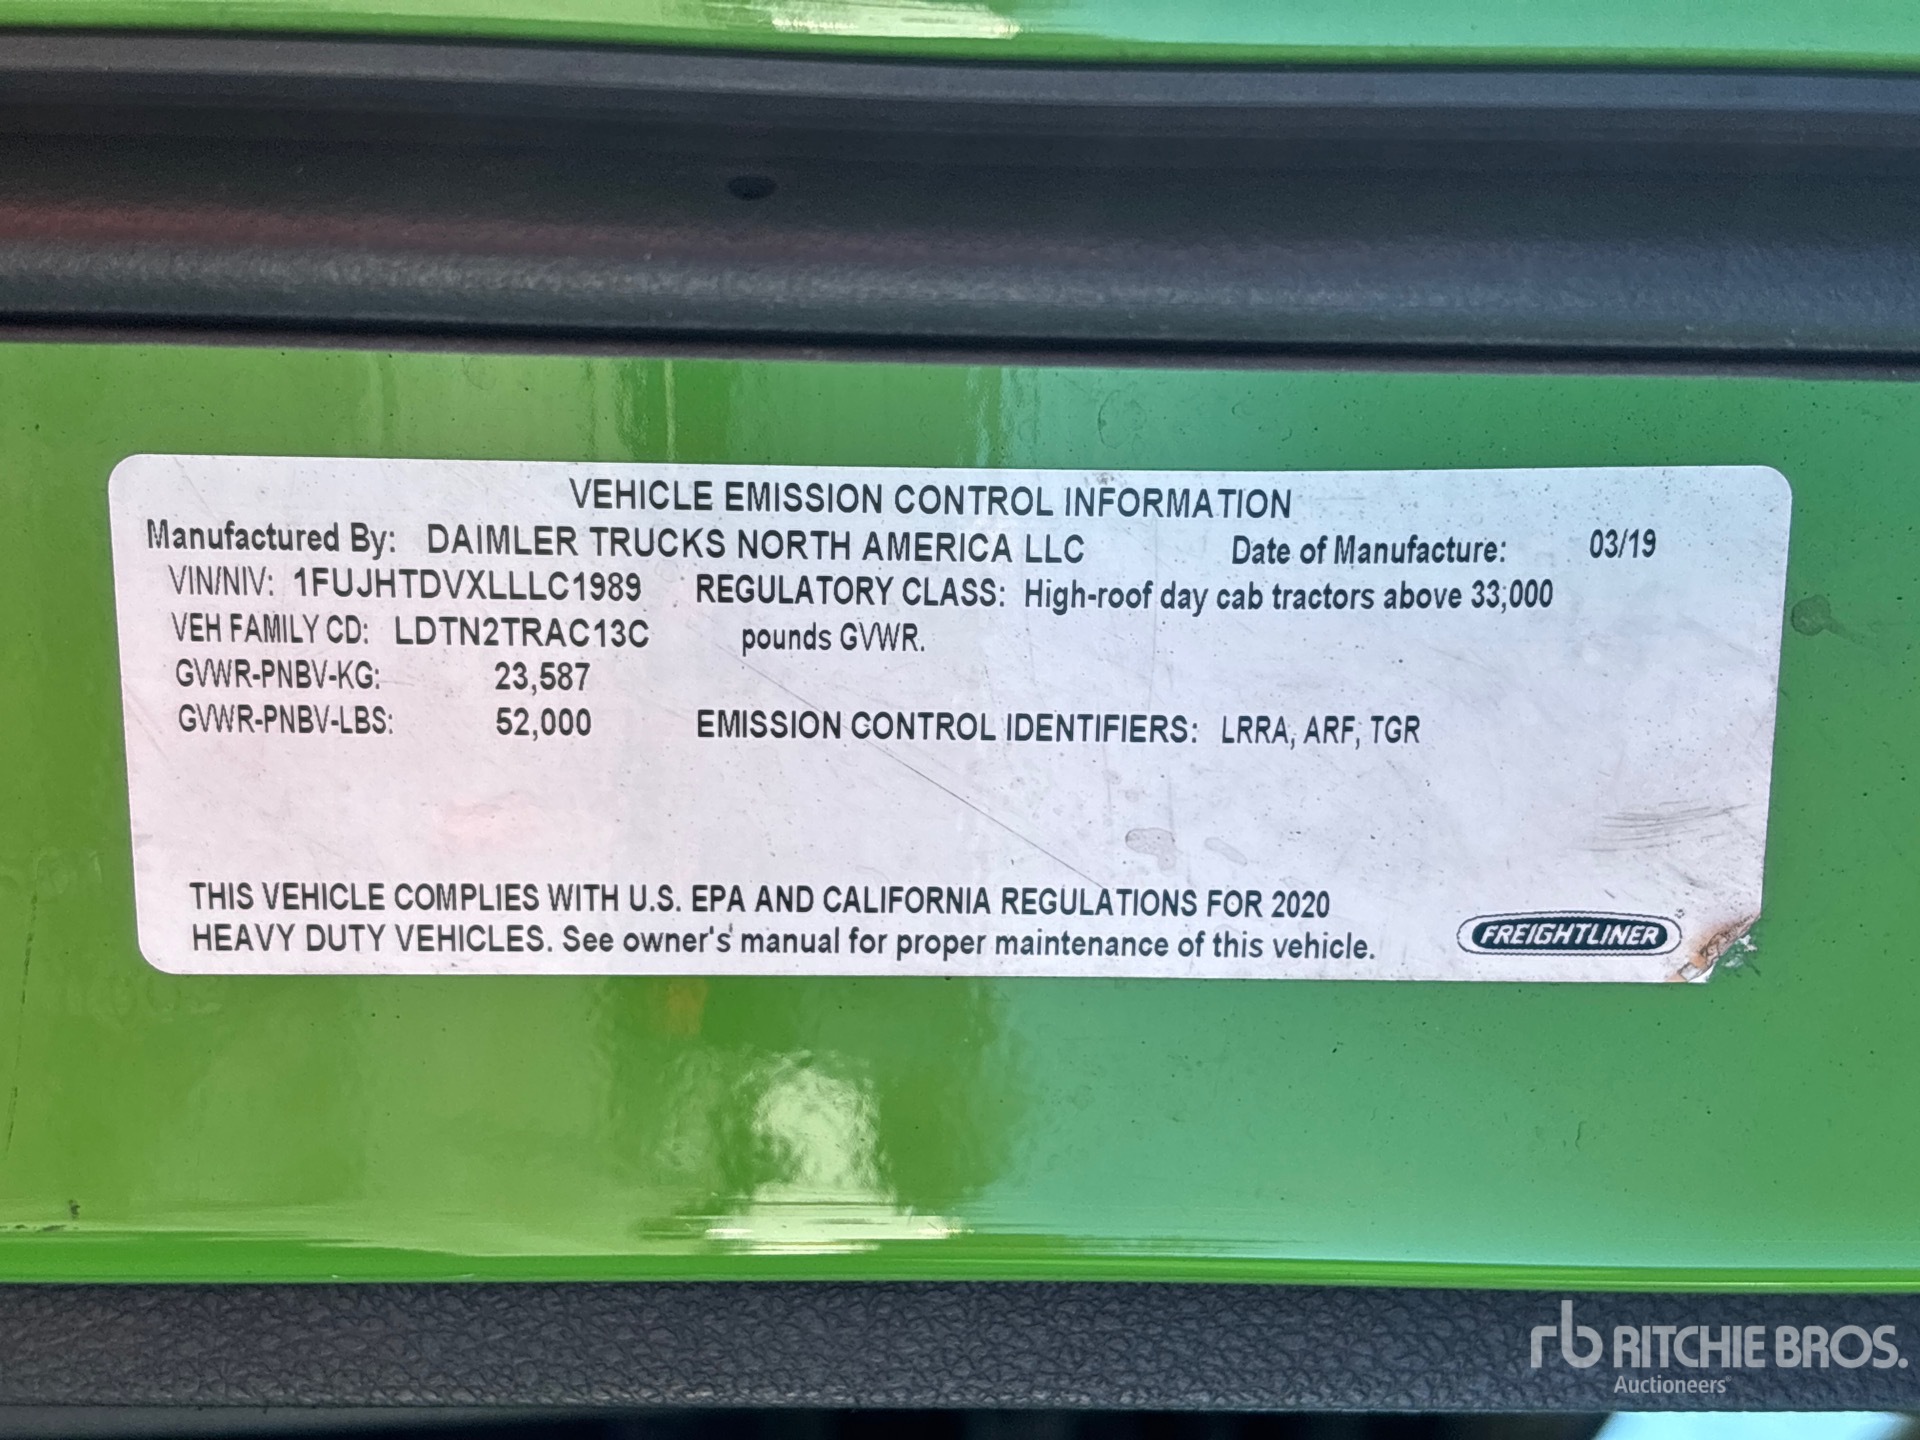 VEHICLE EMISSION CONTROL INFORMATION
Manufactured By: DAIMLER TRUCKS NORTH AMERICA LLC Date of Manufacture: 03/19
VIN/NIV: 1FUJHTDVXLLLC1989 REGULATORY CLASS: High-roof day cab tractors above 33,000
VEH FAMILY CD: LDTN2TRAC13C pounds GVWR.
GVWR-PNBV-KG: 23,587
GVWR-PNBV-LBS: 52,000 EMISSION CONTROL IDENTIFIERS: LRRA, ARF, TGR
THIS VEHICLE COMPLIES WITH U.S. EPA AND CALIFORNIA REGULATIONS FOR 2020
HEAVY DUTY VEHICLES. See owner's manual for proper maintenance of this vehicle.
FREIGHTLINER
rb RITCHIE BROS.
Auctioneers